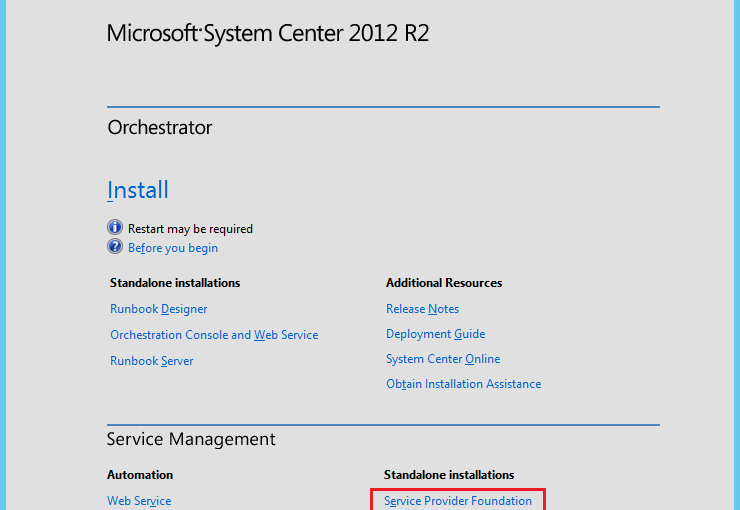 Microsoft System Center 2012 R2
Orchestrator
Install
Restart may be required
Before you begin
Standalone installations
Runbook Designer
Orchestration Console and Web Service
Runbook Server
Additional Resources
Release Notes
Deployment Guide
System Center Online
Obtain Installation Assistance
Service Management
Automation
Web Service
Standalone installations
Service Provider Foundation